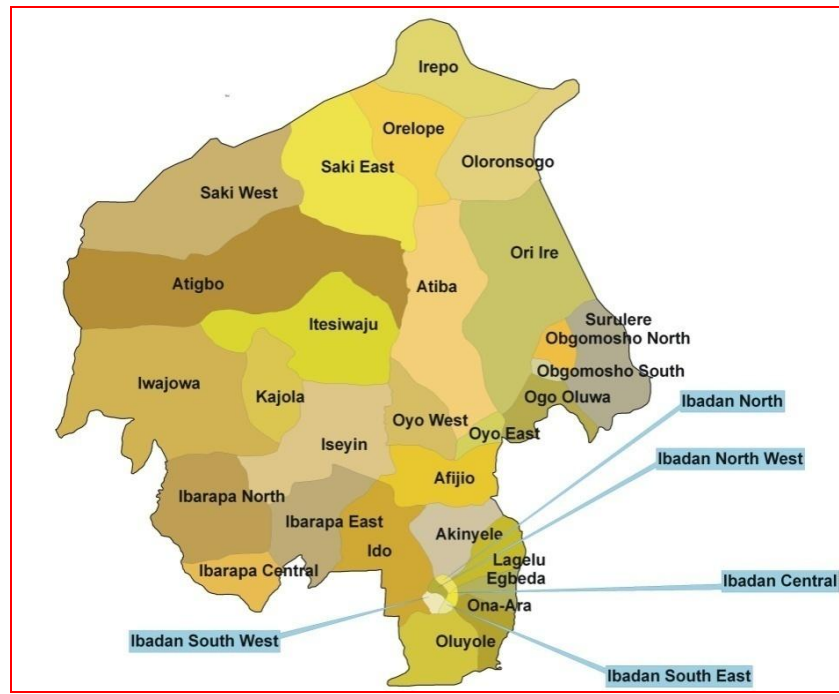 Irepo
Orelope
Oloronsogo
Saki East
Saki West
Ori Ire
Atigbo
Atiba
Itesiwaju
Surulere
Obgomosho North
Obgomosho South
Iwajowa
Kajola
Ogo Oluwa
Ibadan North
Oyo West
Oyo East
Iseyin
Ibadan North West
Afijio
Ibarapa North
Ibarapa East
Akinyele
Ido
Lagelu
Ibarapa Central
Egbeda
Ibadan Central
Ona-Ara
Ibadan South West
Oluyole
Ibadan South East